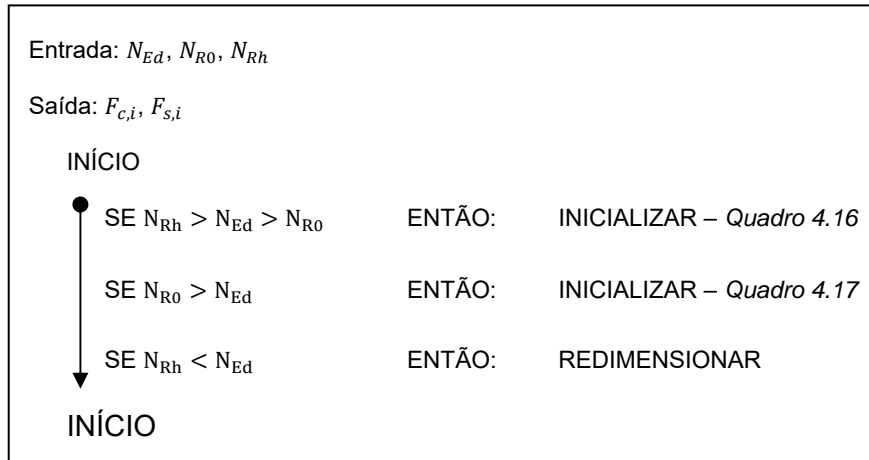 Entrada: N_Ed, N_R0, N_Rh
Saída: F_c,i, F_s,i
INÍCIO
SE N_Rh > N_Ed > N_R0 ENTÃO: INICIALIZAR – Quadro 4.16
SE N_R0 > N_Ed ENTÃO: INICIALIZAR – Quadro 4.17
SE N_Rh < N_Ed ENTÃO: REDIMENSIONAR
INÍCIO